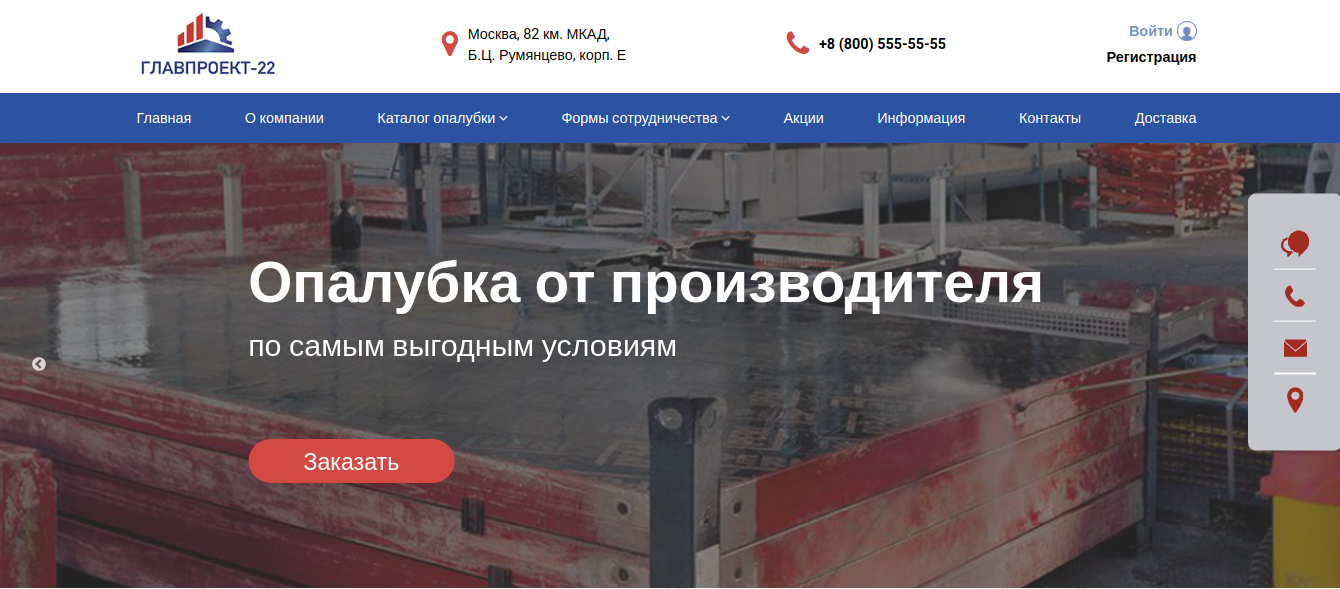 ГЛАВПРОЕКТ-22
Москва, 82 км. МКАД,
Б.Ц. Румянцево, корп. Е
+8 (800) 555-55-55
Войти
Регистрация
Главная
О компании
Каталог опалубки
Формы сотрудничества
Акции
Информация
Контакты
Доставка
Опалубка от производителя
по самым выгодным условиям
Заказать